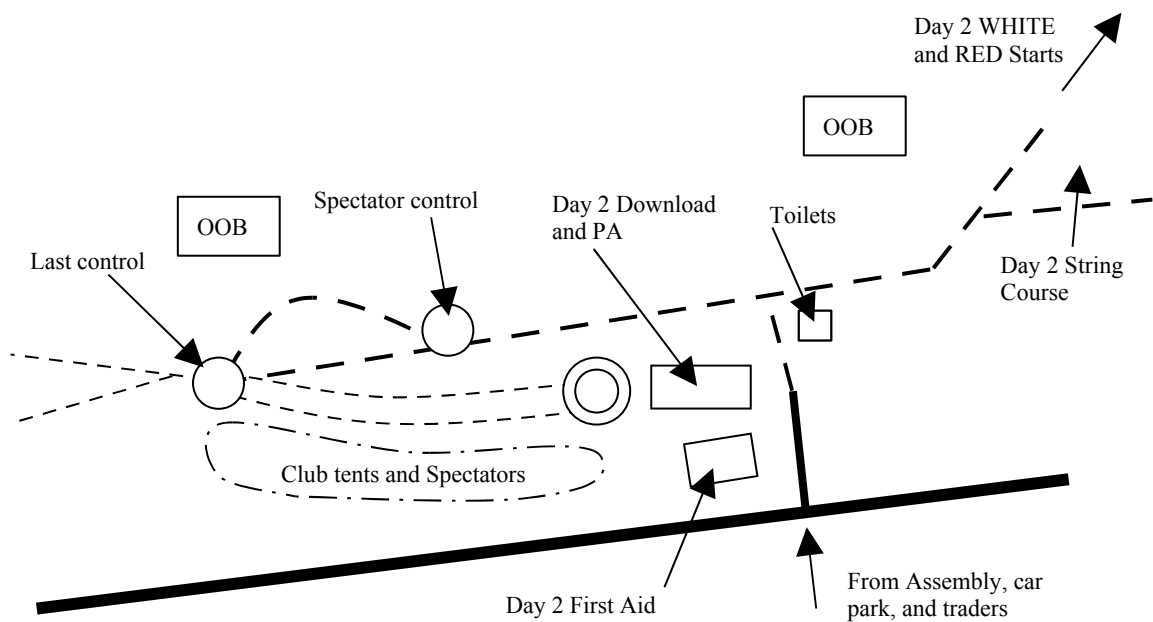 Day 2 WHITE
and RED Starts
OOB
Spectator control
Day 2 Download
and PA
Toilets
OOB
Last control
Day 2 String
Course
Club tents and Spectators
Day 2 First Aid
From Assembly, car
park, and traders